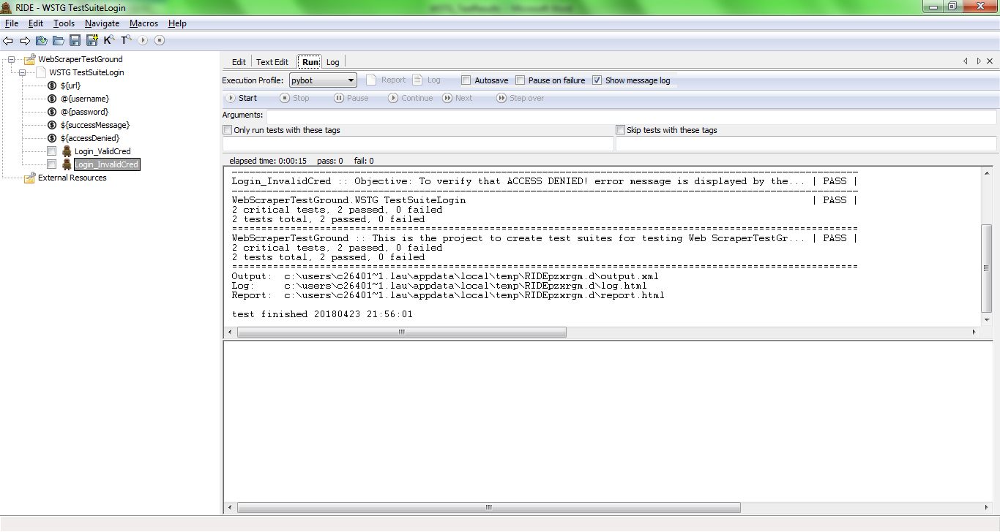 RIDE - WSTG TestSuiteLogin
File Edit Tools Navigate Macros Help
K T
WebScraperTestGround
WSTG TestSuiteLogin
${url}
@{username}
@{password}
${successMessage}
${accessDenied}
Login_ValidCred
Login_InvalidCred
External Resources
Edit Text Edit Run Log
Execution Profile: pybot Report Log Autosave Pause on failure Show message log
Start Stop Pause Continue Next Step over
Arguments:
Only run tests with these tags Skip tests with these tags
elapsed time: 0:00:15 pass: 0 fail: 0
------------------------------------------------------------------------------
Login_InvalidCred :: Objective: To verify that ACCESS DENIED! error message is displayed by the... | PASS |
------------------------------------------------------------------------------
WebScraperTestGround.WSTG TestSuiteLogin | PASS |
2 critical tests, 2 passed, 0 failed
2 tests total, 2 passed, 0 failed
==============================================================================
WebScraperTestGround :: This is the project to create test suites for testing Web ScraperTestGr... | PASS |
2 critical tests, 2 passed, 0 failed
2 tests total, 2 passed, 0 failed
==============================================================================
Output: c:\users\c26401~1.lau\appdata\local\temp\RIDEpzxrgm.d\output.xml
Log: c:\users\c26401~1.lau\appdata\local\temp\RIDEpzxrgm.d\log.html
Report: c:\users\c26401~1.lau\appdata\local\temp\RIDEpzxrgm.d\report.html
test finished 20180423 21:56:01